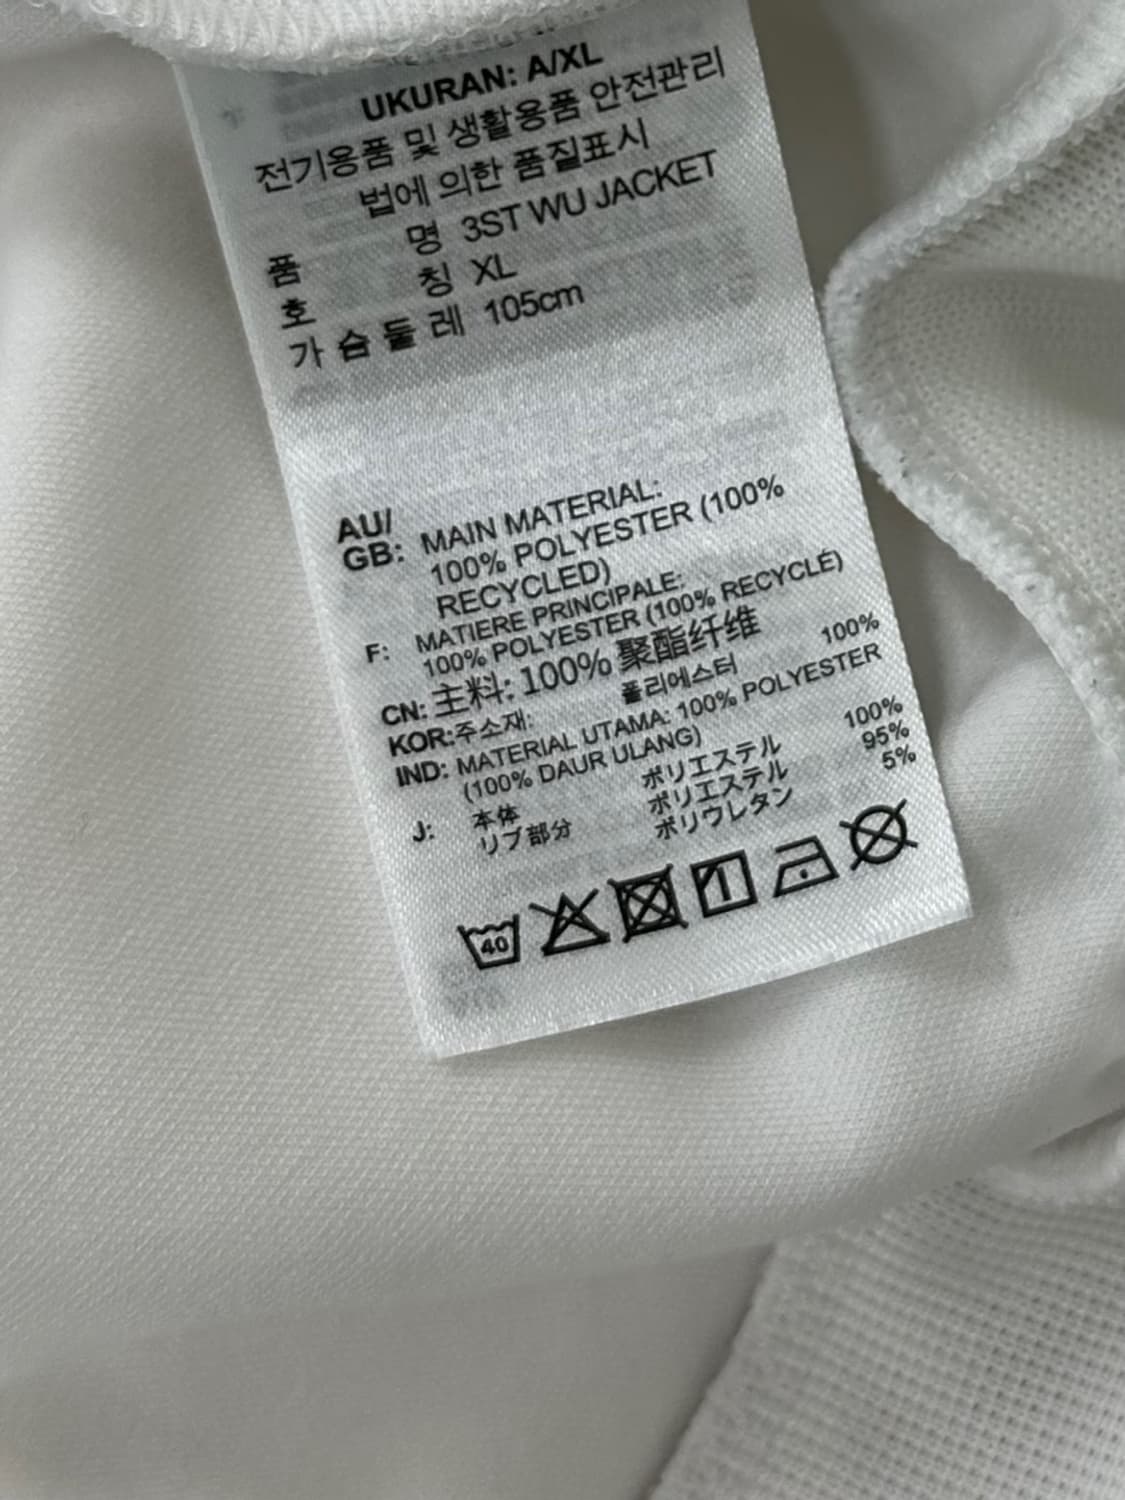 UKURAN: A/XL
전기용품 및 생활용품 안전관리
법에 의한 품질표시
품 명 3ST WU JACKET
호 칭 XL
가 슴 둘 레 105cm
AU/
GB: MAIN MATERIAL:
100% POLYESTER (100%
RECYCLED)
F: MATIERE PRINCIPALE:
100% POLYESTER (100% RECYCLÉ)
CN: 主料: 100% 聚酯纤维
KOR:주소재: 폴리에스터 100%
IND: MATERIAL UTAMA: 100% POLYESTER
(100% DAUR ULANG)
J: 本体 ポリエステル 100%
リブ部分 ポリエステル 95%
ポリウレタン 5%
40